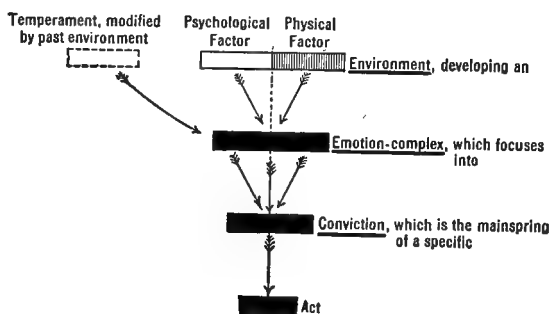 Temperament, modified
by past environment
Psychological
Factor
Physical
Factor
Environment, developing an
Emotion-complex, which focuses
into
Conviction, which is the mainspring
of a specific
Act